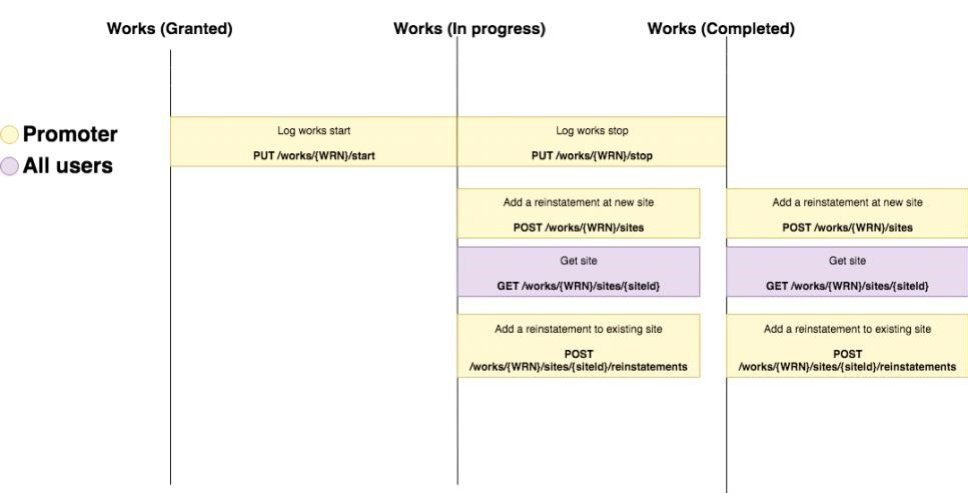 Works (Granted)
Works (In progress)
Works (Completed)
Promoter
All users
Log works start
PUT /works/{WRN}/start
Log works stop
PUT /works/{WRN}/stop
Add a reinstatement at new site
POST /works/{WRN}/sites
Add a reinstatement at new site
POST /works/{WRN}/sites
Get site
GET /works/{WRN}/sites/{siteId}
Get site
GET /works/{WRN}/sites/{siteId}
Add a reinstatement to existing site
POST
/works/{WRN}/sites/{siteId}/reinstatements
Add a reinstatement to existing site
POST
/works/{WRN}/sites/{siteId}/reinstatements